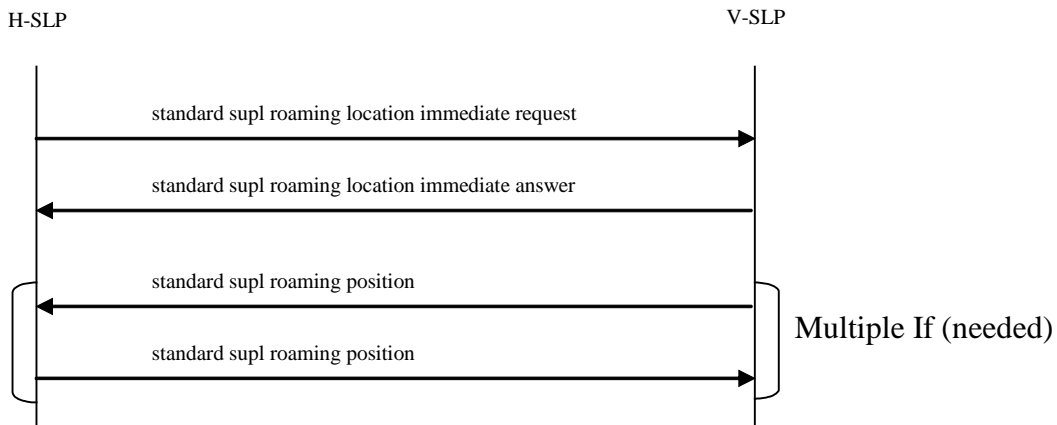 H-SLP
V-SLP
standard supl roaming location immediate request
standard supl roaming location immediate answer
standard supl roaming position
Multiple If (needed)
standard supl roaming position